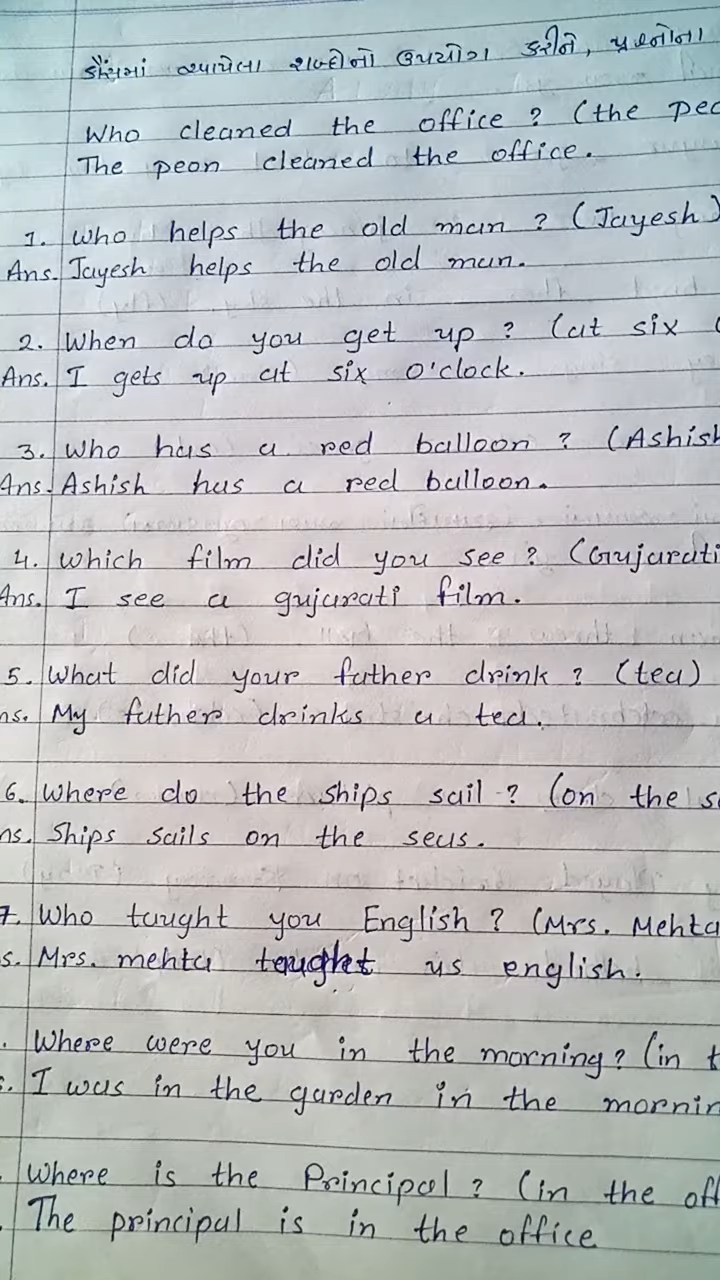 કૌંસમાં આપેલા શબ્દોનો ઉપયોગ કરીને, પ્રશ્નોના
Who cleaned the office ? (the peo
The peon cleaned the office.
1. Who helps the old man ? (Jayesh)
Ans. Jayesh helps the old man.
2. When do you get up ? (at six
Ans. I gets up at six o'clock.
3. Who has a red balloon ? (Ashish
Ans. Ashish has a red balloon.
4. Which film did you see ? (Gujarati
Ans. I see a gujarati film.
5. What did your father drink ? (tea)
ns. My father drinks a tea.
6. Where do the ships sail ? (on the se
ns. Ships sails on the seas.
7. Who taught you English ? (Mrs. Mehta
s. Mrs. mehta taught us english.
. Where were you in the morning ? (in t
s. I was in the garden in the mornin
. Where is the Principal ? (in the off
. The principal is in the office